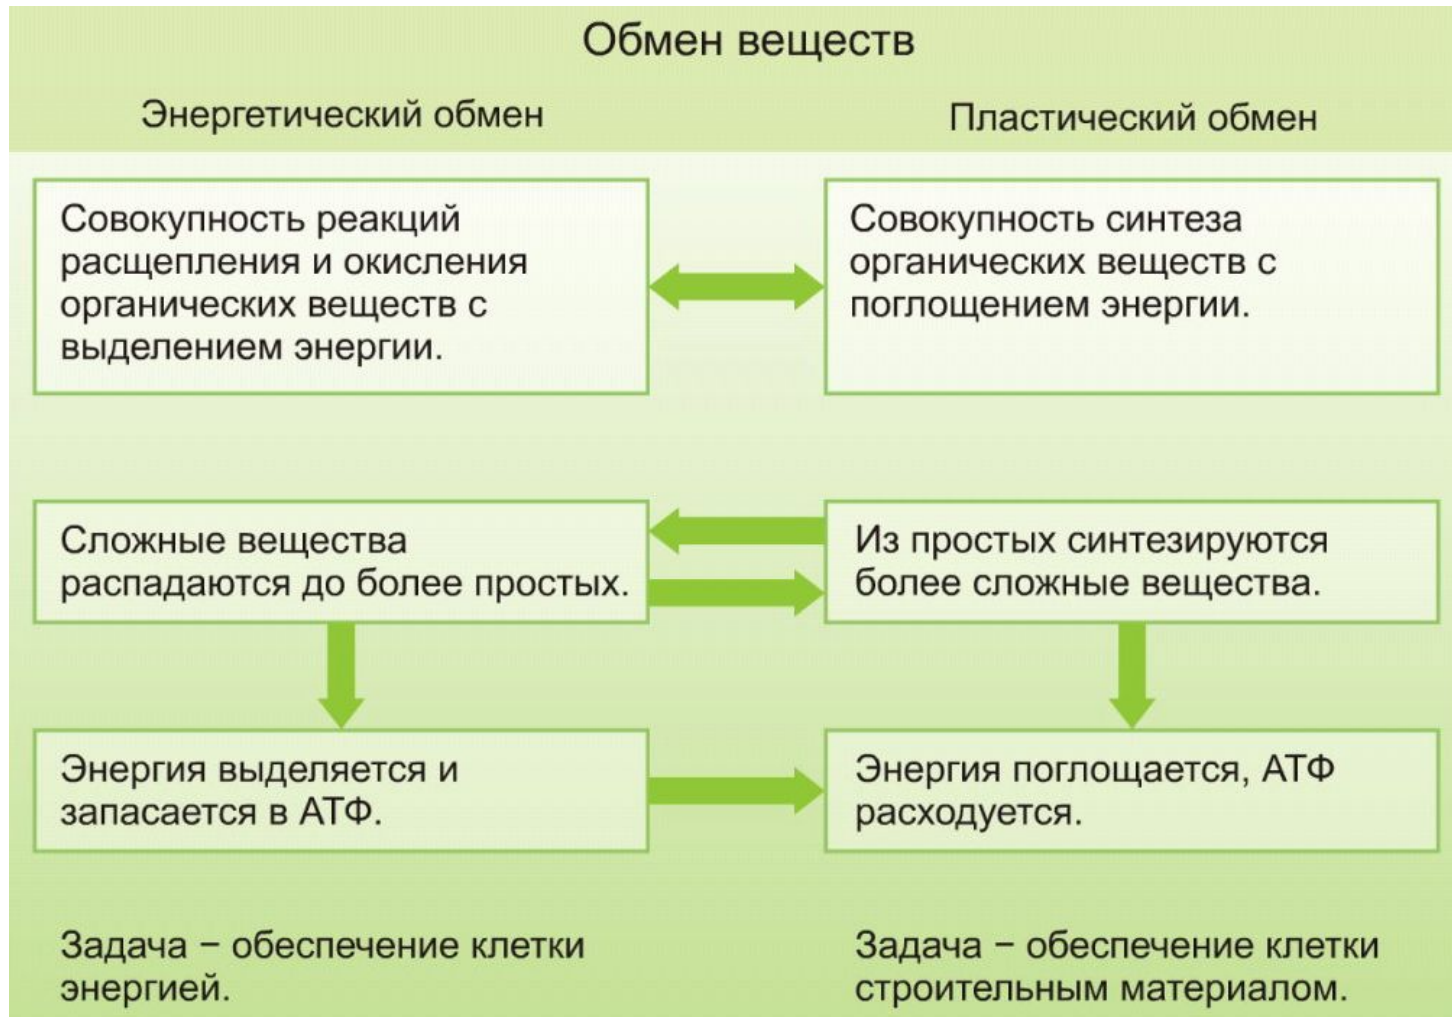 Обмен веществ
Энергетический обмен
Пластический обмен
Совокупность реакций
расщепления и окисления
органических веществ с
выделением энергии.
Совокупность синтеза
органических веществ с
поглощением энергии.
Сложные вещества
распадаются до более простых.
Из простых синтезируются
более сложные вещества.
Энергия выделяется и
запасается в АТФ.
Энергия поглощается, АТФ
расходуется.
Задача – обеспечение клетки
энергией.
Задача – обеспечение клетки
строительным материалом.